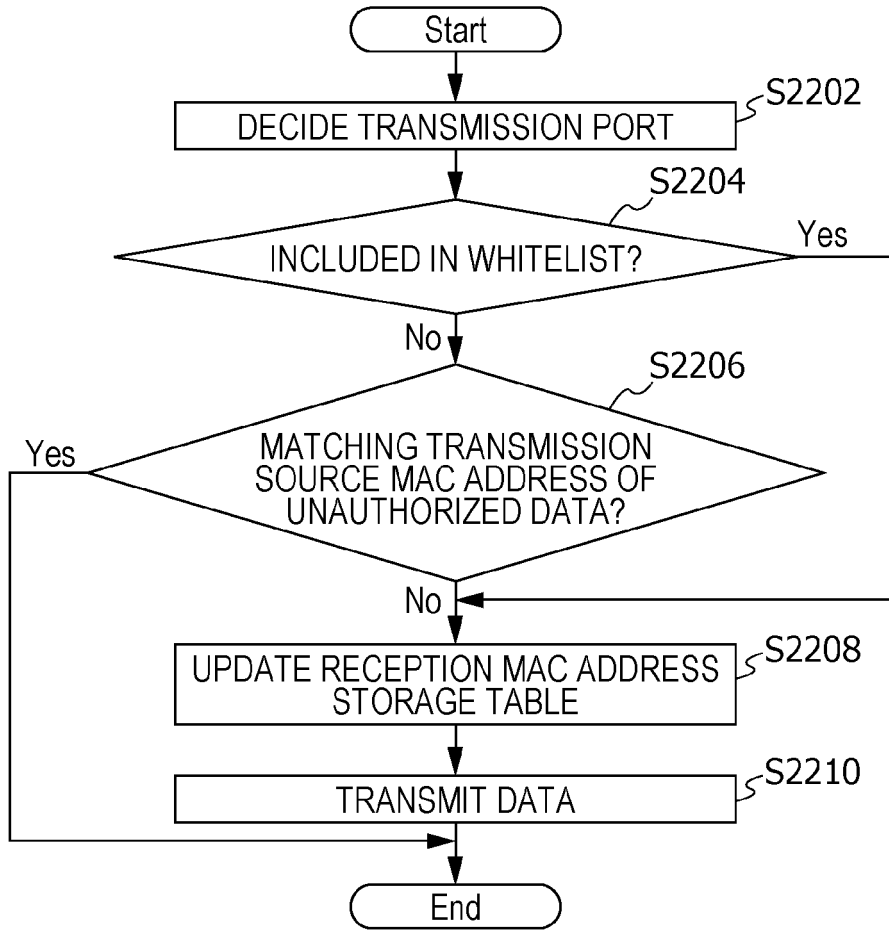 Start
S2202
DECIDE TRANSMISSION PORT
S2204
INCLUDED IN WHITELIST?
Yes
No
S2206
Yes
MATCHING TRANSMISSION
SOURCE MAC ADDRESS OF
UNAUTHORIZED DATA?
No
S2208
UPDATE RECEPTION MAC ADDRESS
STORAGE TABLE
S2210
TRANSMIT DATA
End